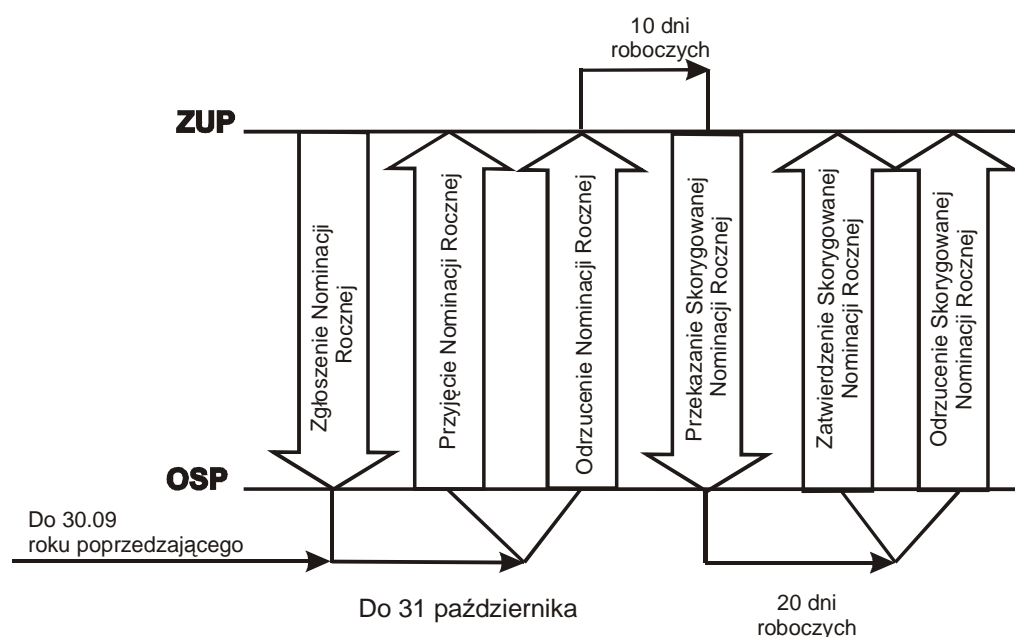 10 dni
roboczych
ZUP
Zgłoszenie Nominacji
Rocznej
Przyjęcie Nominacji Rocznej
Odrzucenie Nominacji Rocznej
Przekazanie Skorygowanej
Nominacji Rocznej
Zatwierdzenie Skorygowanej
Nominacji Rocznej
Odrzucenie Skorygowanej
Nominacji Rocznej
OSP
Do 30.09
roku poprzedzającego
Do 31 października
20 dni
roboczych